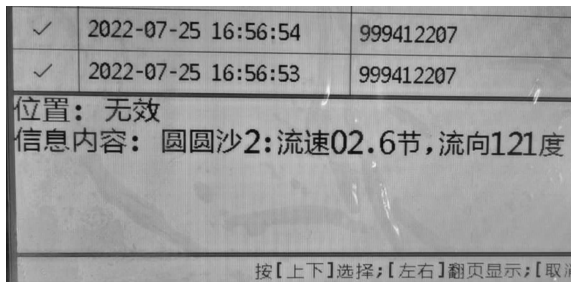 ✓ 2022-07-25 16:56:54 999412207
✓ 2022-07-25 16:56:53 999412207
位置: 无效
信息内容: 圆圆沙2:流速02.6节,流向121度
按[上下]选择;[左右]翻页显示;[取